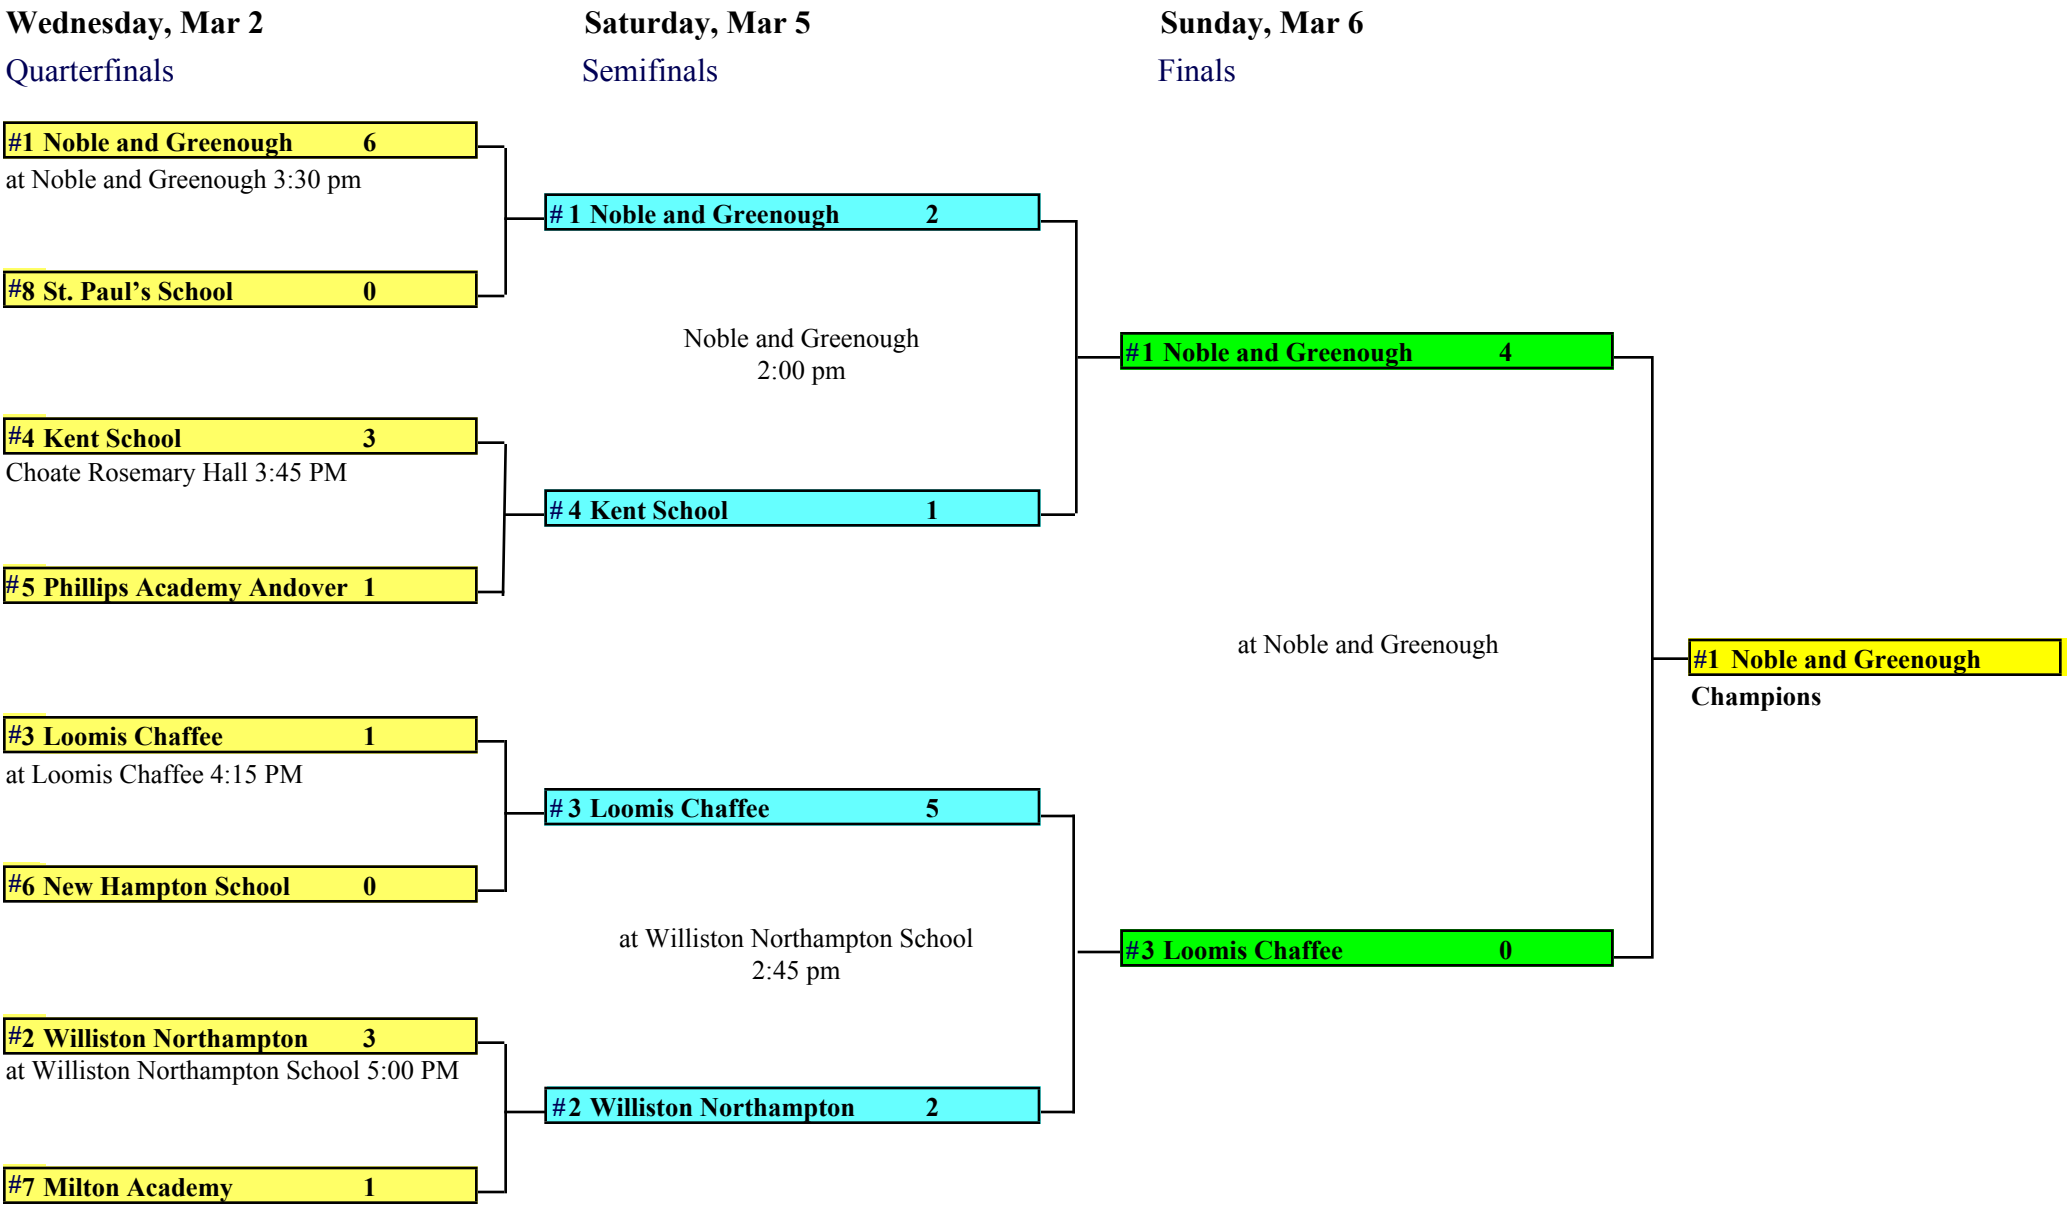 Wednesday, Mar 2
Saturday, Mar 5
Sunday, Mar 6
Quarterfinals
Semifinals
Finals
#1 Noble and Greenough 6
at Noble and Greenough 3:30 pm
#8 St. Paul’s School 0
#4 Kent School 3
Choate Rosemary Hall 3:45 PM
#5 Phillips Academy Andover 1
#3 Loomis Chaffee 1
at Loomis Chaffee 4:15 PM
#6 New Hampton School 0
#2 Williston Northampton 3
at Williston Northampton School 5:00 PM
#7 Milton Academy 1
# 1 Noble and Greenough 2
Noble and Greenough
2:00 pm
# 4 Kent School 1
# 3 Loomis Chaffee 5
at Williston Northampton School
2:45 pm
#2 Williston Northampton 2
#1 Noble and Greenough 4
at Noble and Greenough
#3 Loomis Chaffee 0
#1 Noble and Greenough
Champions